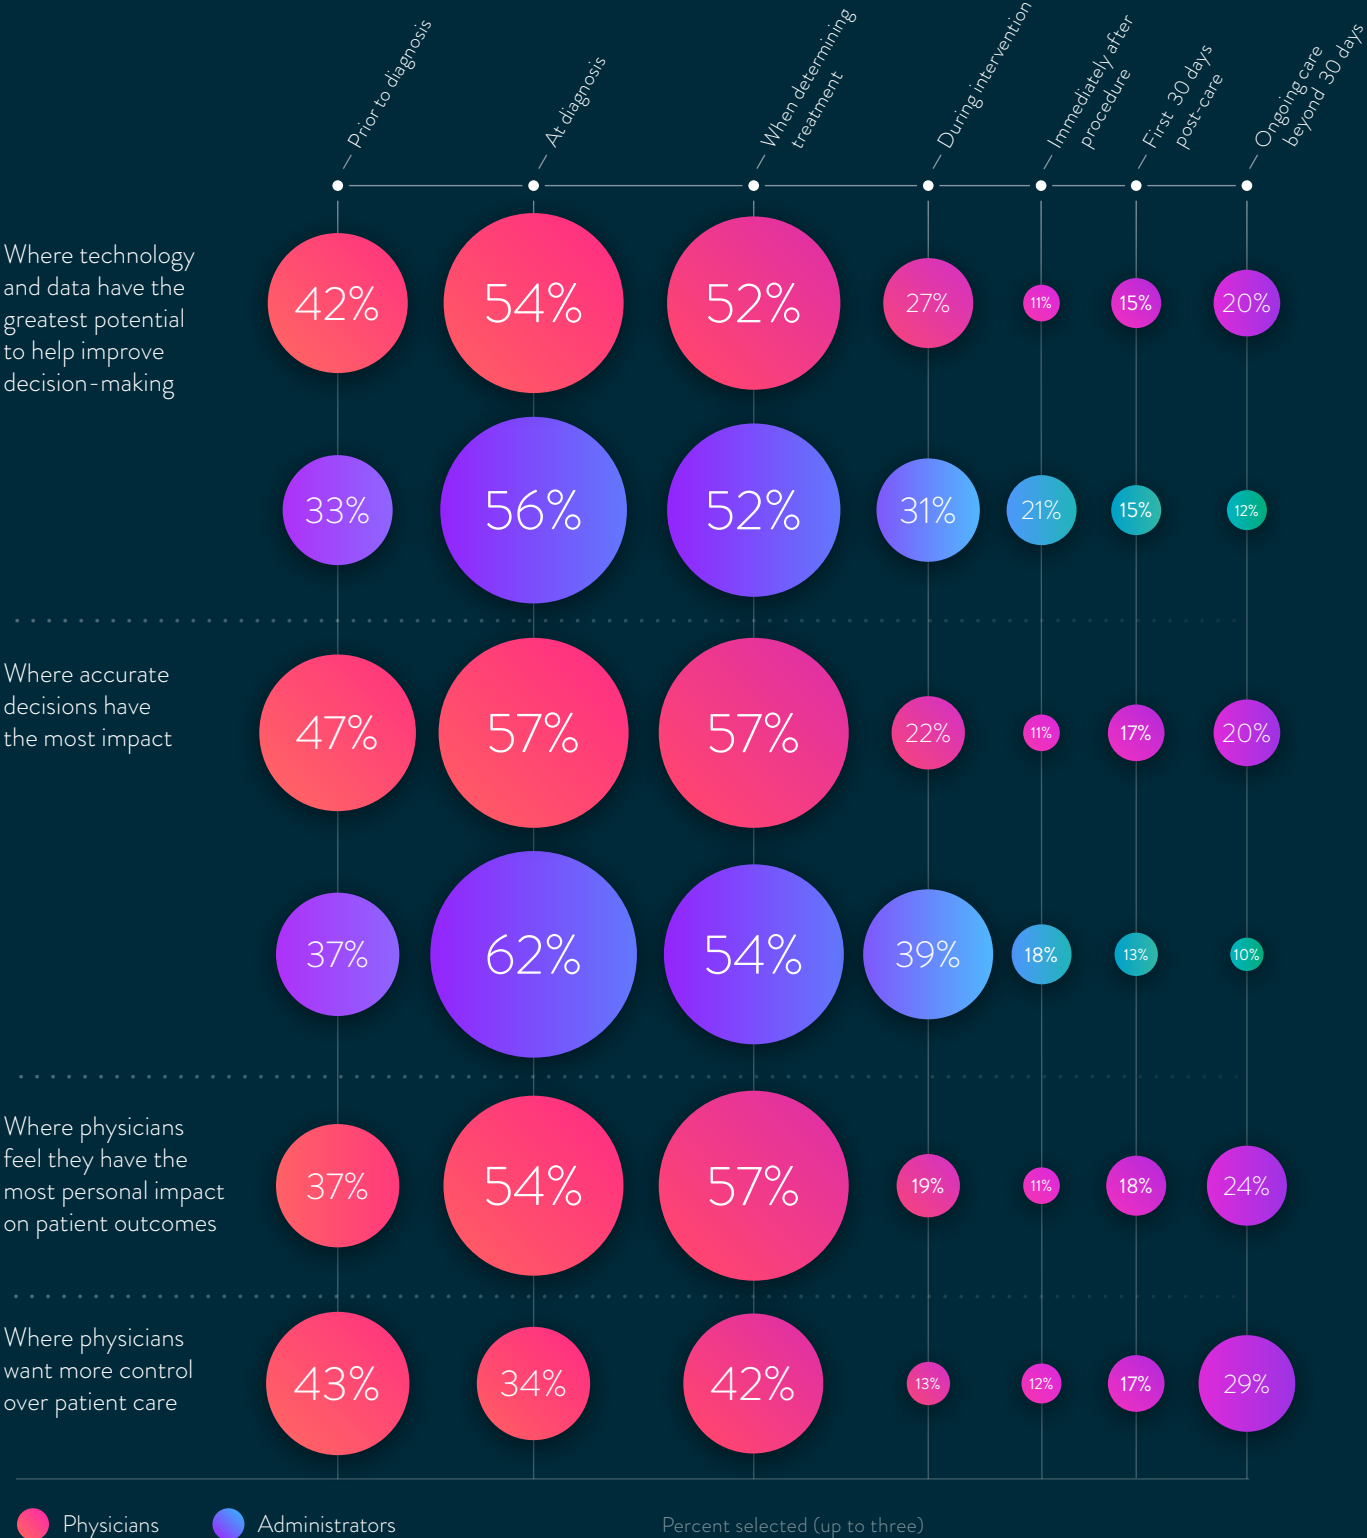 Prior to diagnosis
At diagnosis
When determining
treatment
During intervention
Immediately after
procedure
First 30 days
post-care
Ongoing care
beyond 30 days
Where technology
and data have the
greatest potential
to help improve
decision-making
42%
54%
52%
27%
11%
15%
20%
33%
56%
52%
31%
21%
15%
12%
Where accurate
decisions have
the most impact
47%
57%
57%
22%
11%
17%
20%
37%
62%
54%
39%
18%
13%
10%
Where physicians
feel they have the
most personal impact
on patient outcomes
37%
54%
57%
19%
11%
18%
24%
Where physicians
want more control
over patient care
43%
34%
42%
13%
12%
17%
29%
Physicians
Administrators
Percent selected (up to three)